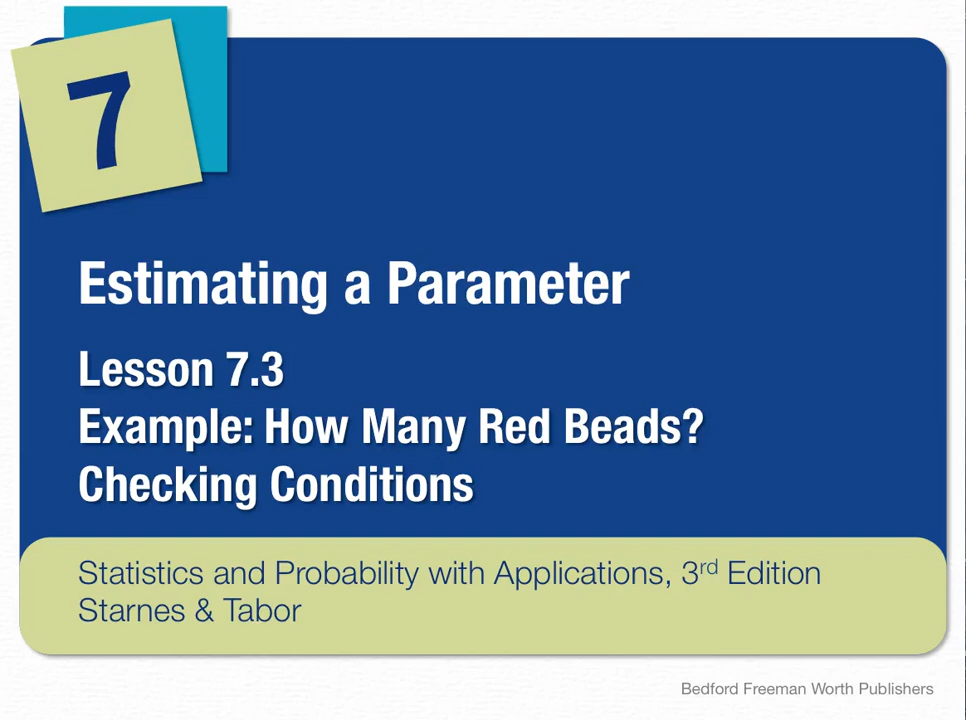 7
Estimating a Parameter
Lesson 7.3
Example: How Many Red Beads?
Checking Conditions
Statistics and Probability with Applications, 3rd Edition
Starnes & Tabor
Bedford Freeman Worth Publishers